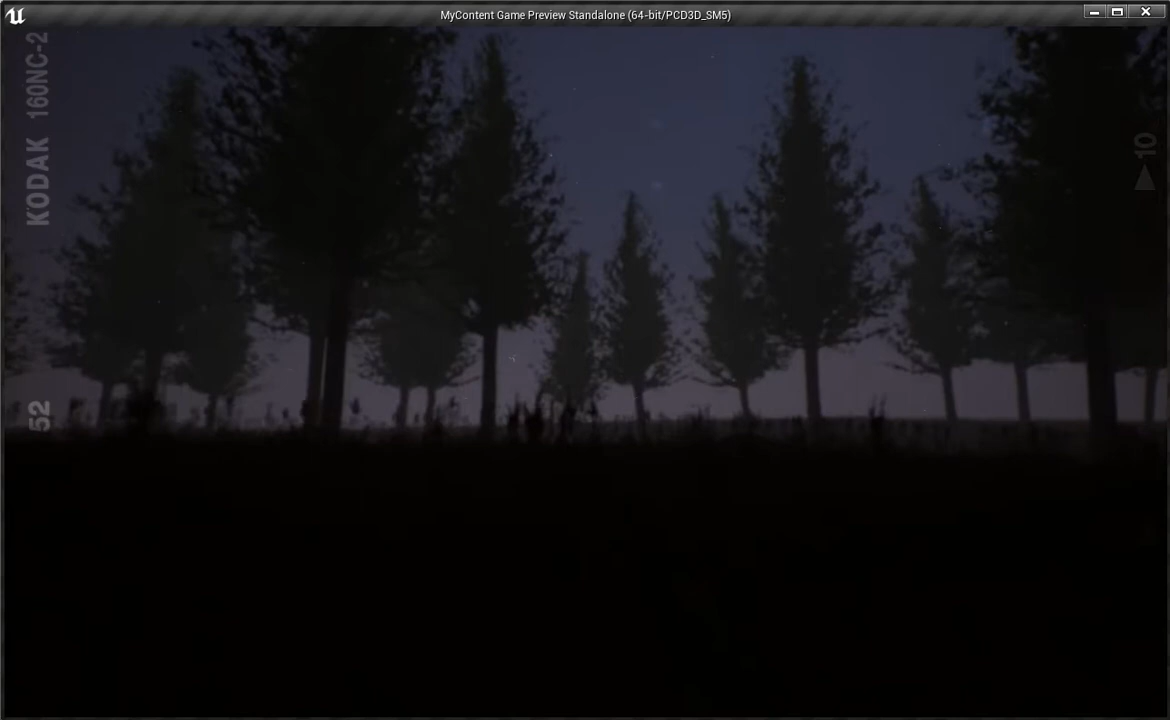 MyContent Game Preview Standalone (64-bit/PCD3D_SM5)
KODAK 160NC-2
52
10